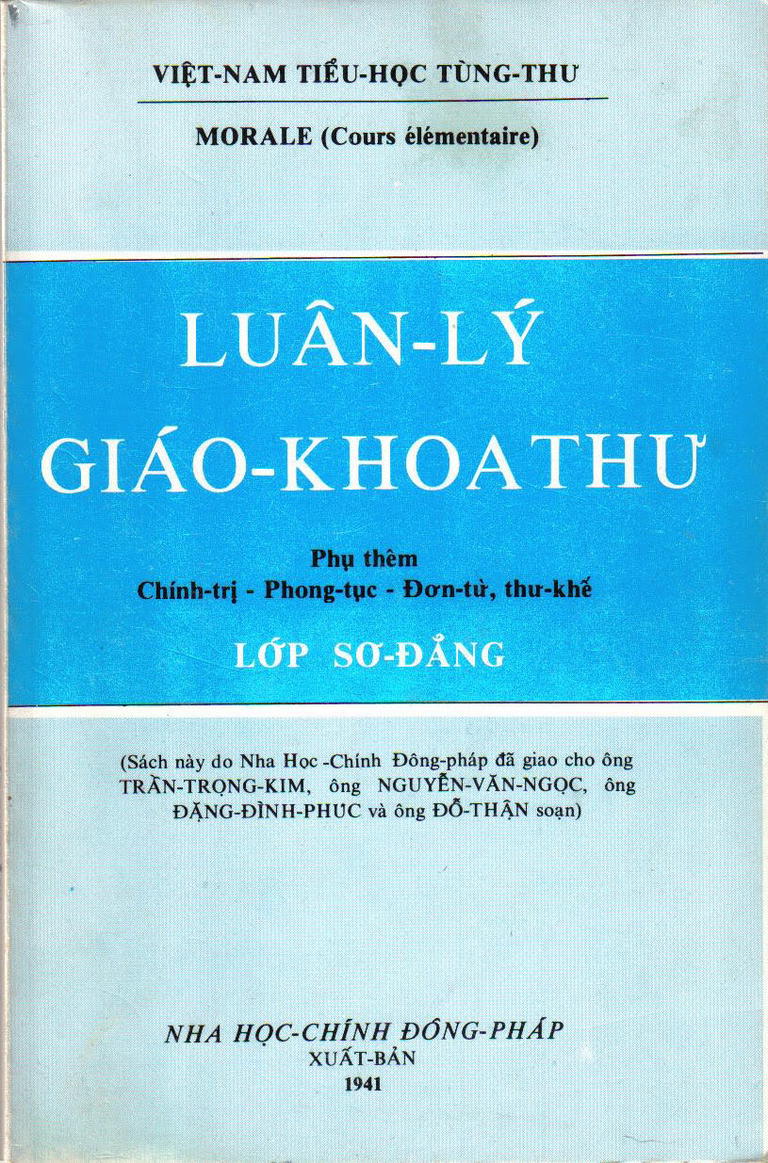 VIỆT-NAM TIỂU-HỌC TÙNG-THƯ
MORALE (Cours élémentaire)
LUÂN-LÝ
GIÁO-KHOA THƯ
Phụ thêm
Chính-trị - Phong-tục - Đơn-từ, thư-khế
LỚP SƠ-ĐẲNG
(Sách này do Nha Học-Chính Đông-pháp đã giao cho ông
TRẦN-TRỌNG-KIM, ông NGUYỄN-VĂN-NGỌC, ông
ĐẶNG-ĐÌNH-PHÚC và ông ĐỖ-THẬN soạn)
NHA HỌC-CHÍNH ĐÔNG-PHÁP
XUẤT-BẢN
1941